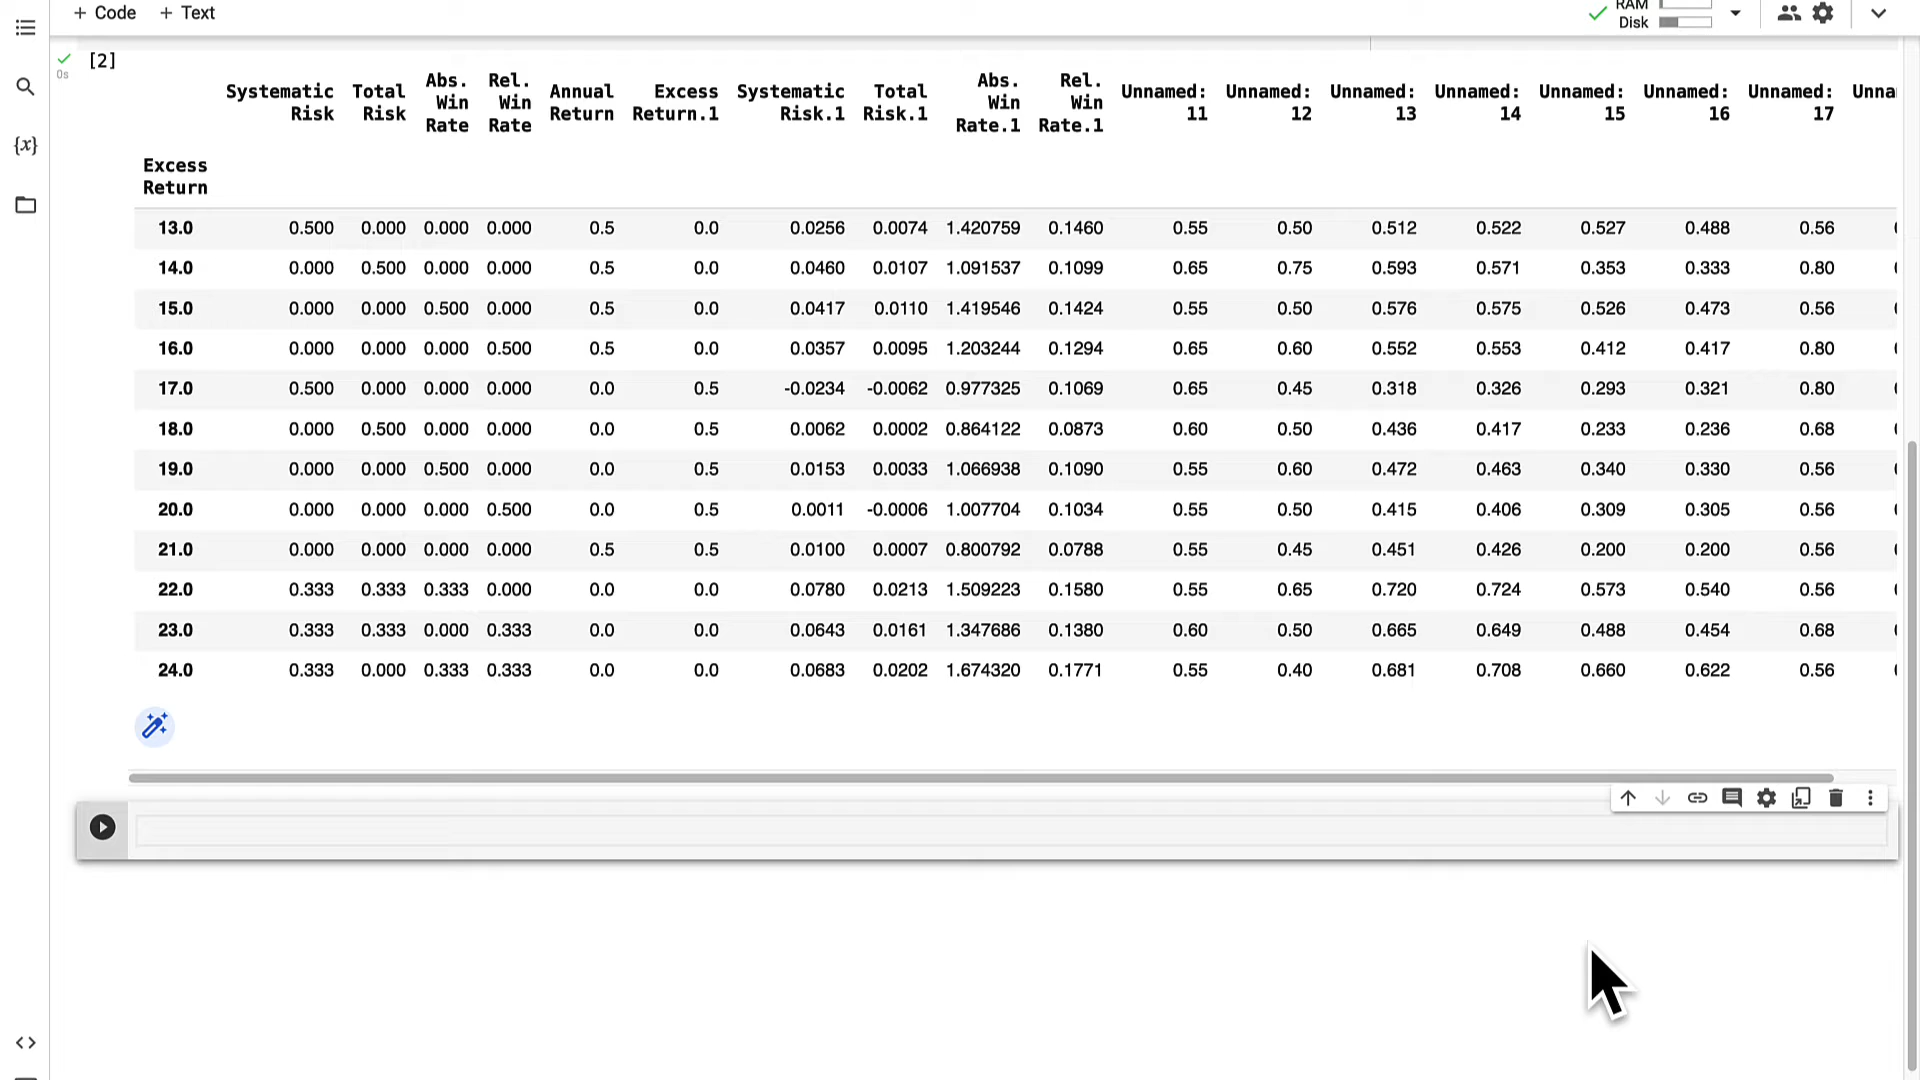 + Code + Text
RAM
Disk
[2]
0s
Systematic Risk Total Risk Abs. Win Rate Rel. Win Rate Annual Return Excess Return.1 Systematic Risk.1 Total Risk.1 Abs. Win Rate.1 Rel. Win Rate.1 Unnamed: 11 Unnamed: 12 Unnamed: 13 Unnamed: 14 Unnamed: 15 Unnamed: 16 Unnamed: 17
{x}
Excess Return
13.0 0.500 0.000 0.000 0.000 0.5 0.0 0.0256 0.0074 1.420759 0.1460 0.55 0.50 0.512 0.522 0.527 0.488 0.56
14.0 0.000 0.500 0.000 0.000 0.5 0.0 0.0460 0.0107 1.091537 0.1099 0.65 0.75 0.593 0.571 0.353 0.333 0.80
15.0 0.000 0.000 0.500 0.000 0.5 0.0 0.0417 0.0110 1.419546 0.1424 0.55 0.50 0.576 0.575 0.526 0.473 0.56
16.0 0.000 0.000 0.000 0.500 0.5 0.0 0.0357 0.0095 1.203244 0.1294 0.65 0.60 0.552 0.553 0.412 0.417 0.80
17.0 0.500 0.000 0.000 0.000 0.0 0.5 -0.0234 -0.0062 0.977325 0.1069 0.65 0.45 0.318 0.326 0.293 0.321 0.80
18.0 0.000 0.500 0.000 0.000 0.0 0.5 0.0062 0.0002 0.864122 0.0873 0.60 0.50 0.436 0.417 0.233 0.236 0.68
19.0 0.000 0.000 0.500 0.000 0.0 0.5 0.0153 0.0033 1.066938 0.1090 0.55 0.60 0.472 0.463 0.340 0.330 0.56
20.0 0.000 0.000 0.000 0.500 0.0 0.5 0.0011 -0.0006 1.007704 0.1034 0.55 0.50 0.415 0.406 0.309 0.305 0.56
21.0 0.000 0.000 0.000 0.000 0.5 0.5 0.0100 0.0007 0.800792 0.0788 0.55 0.45 0.451 0.426 0.200 0.200 0.56
22.0 0.333 0.333 0.333 0.000 0.0 0.0 0.0780 0.0213 1.509223 0.1580 0.55 0.65 0.720 0.724 0.573 0.540 0.56
23.0 0.333 0.333 0.000 0.333 0.0 0.0 0.0643 0.0161 1.347686 0.1380 0.60 0.50 0.665 0.649 0.488 0.454 0.68
24.0 0.333 0.000 0.333 0.333 0.0 0.0 0.0683 0.0202 1.674320 0.1771 0.55 0.40 0.681 0.708 0.660 0.622 0.56